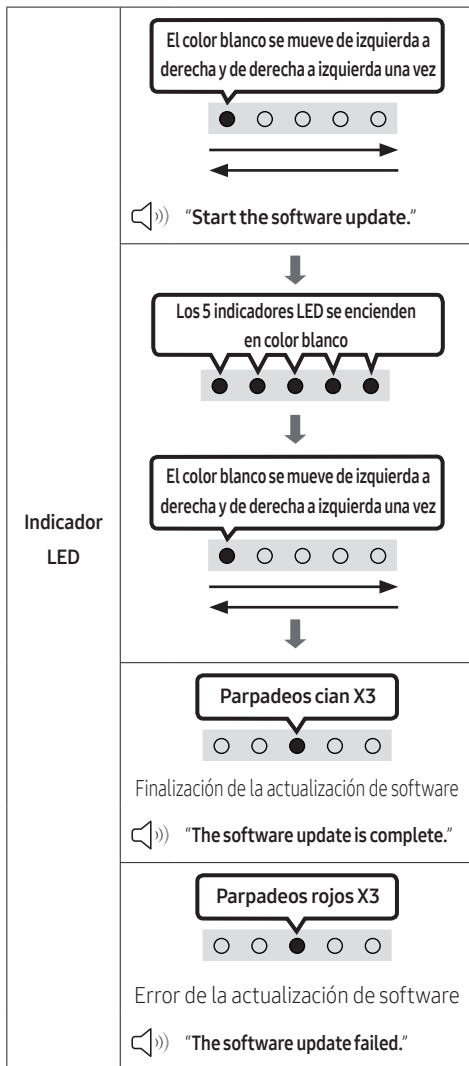 El color blanco se mueve de izquierda a
derecha y de derecha a izquierda una vez
“Start the software update.”
Los 5 indicadores LED se encienden
en color blanco
El color blanco se mueve de izquierda a
derecha y de derecha a izquierda una vez
Indicador
LED
Parpadeos cian X3
Finalización de la actualización de software
“The software update is complete.”
Parpadeos rojos X3
Error de la actualización de software
“The software update failed.”